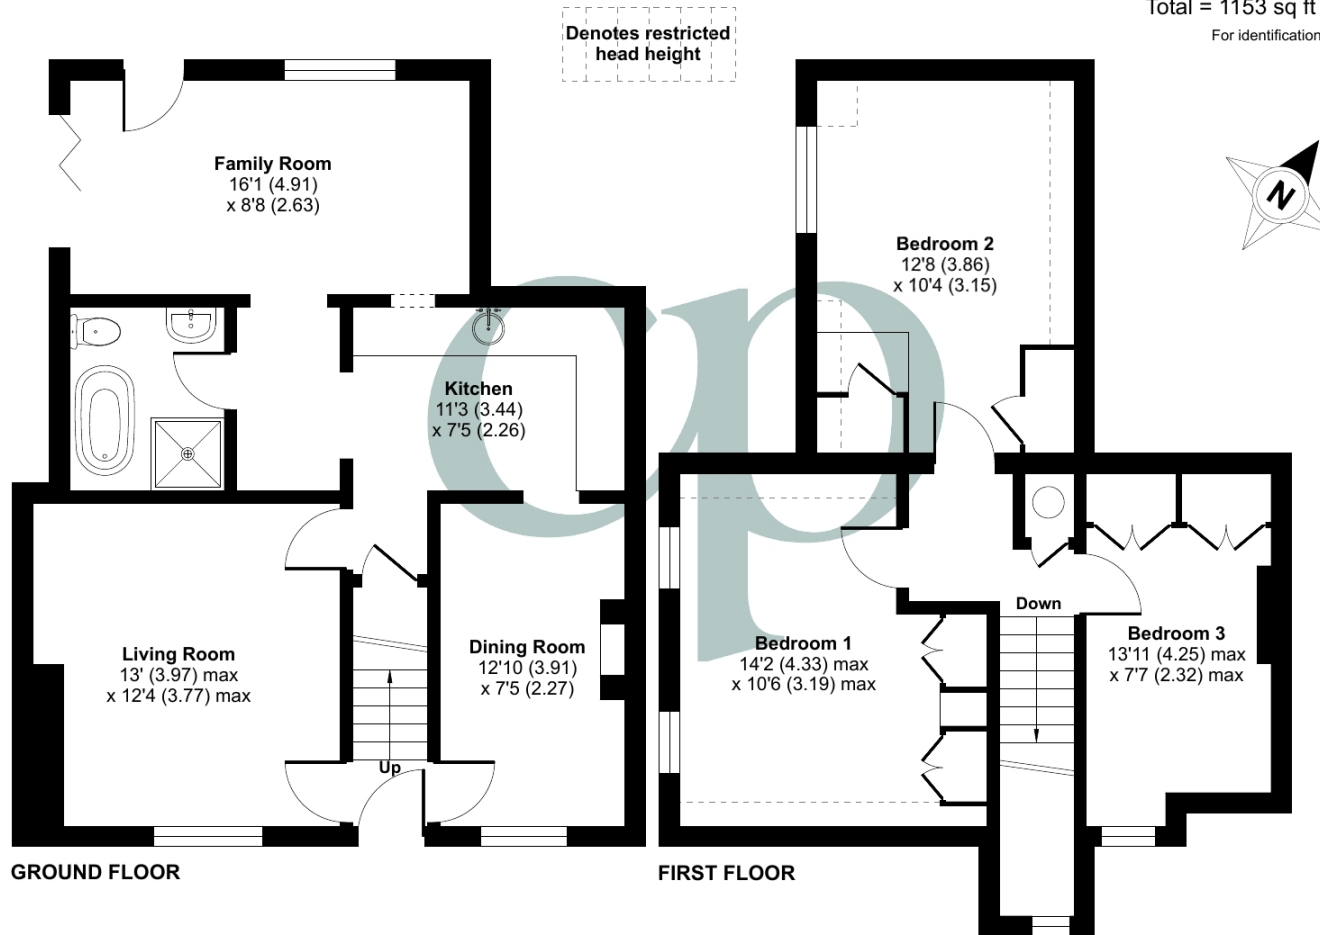 Total = 1153 sq ft
For identification
Denotes restricted
head height
Family Room
16'1 (4.91)
x 8'8 (2.63)
N
Bedroom 2
12'8 (3.86)
x 10'4 (3.15)
cp
Kitchen
11'3 (3.44)
x 7'5 (2.26)
Living Room
13' (3.97) max
x 12'4 (3.77) max
Dining Room
12'10 (3.91)
x 7'5 (2.27)
Up
Bedroom 1
14'2 (4.33) max
x 10'6 (3.19) max
Down
Bedroom 3
13'11 (4.25) max
x 7'7 (2.32) max
GROUND FLOOR
FIRST FLOOR